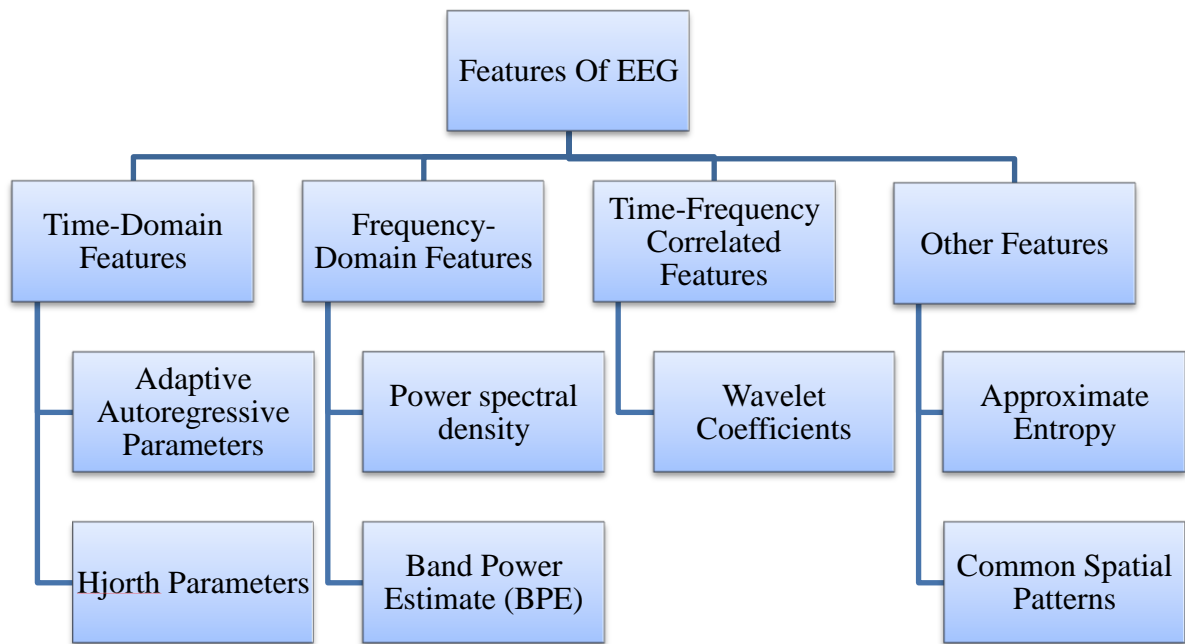 Features Of EEG
Time-Domain
Features
Frequency-
Domain Features
Time-Frequency
Correlated
Features
Other Features
Adaptive
Autoregressive
Parameters
Power spectral
density
Wavelet
Coefficients
Approximate
Entropy
Hjorth Parameters
Band Power
Estimate (BPE)
Common Spatial
Patterns